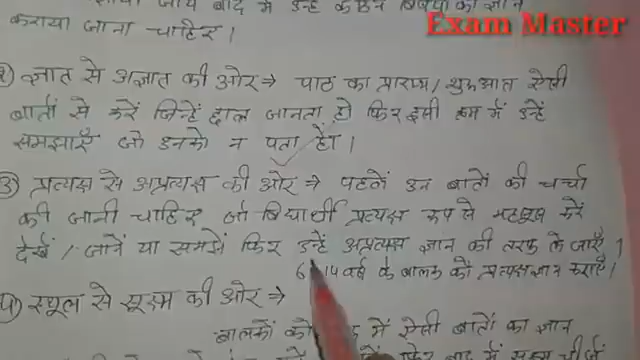 कराया जाना चाहिए।
Exam Master
2) ज्ञात से अज्ञात की ओर → पाठ का प्रारम्भ / शुरुआत ऐसी
बातों से करें जिन्हें छात्र जानता हो फिर इसी क्रम में उन्हें
समझाएँ जो उनको न पता हो।
3) प्रत्यक्ष से अप्रत्यक्ष की ओर → पहले उन बातों की चर्चा
की जानी चाहिए जो विद्यार्थी प्रत्यक्ष रूप से महसूस करें
देखें / जानें या समझें फिर उन्हें अप्रत्यक्ष ज्ञान की तरफ ले जाएँ।
6 14 वर्ष के बालक को प्रत्यक्ष ज्ञान कराएँ।
स्थूल से सूक्ष्म की ओर →
बालकों को में ऐसी बातों का ज्ञान